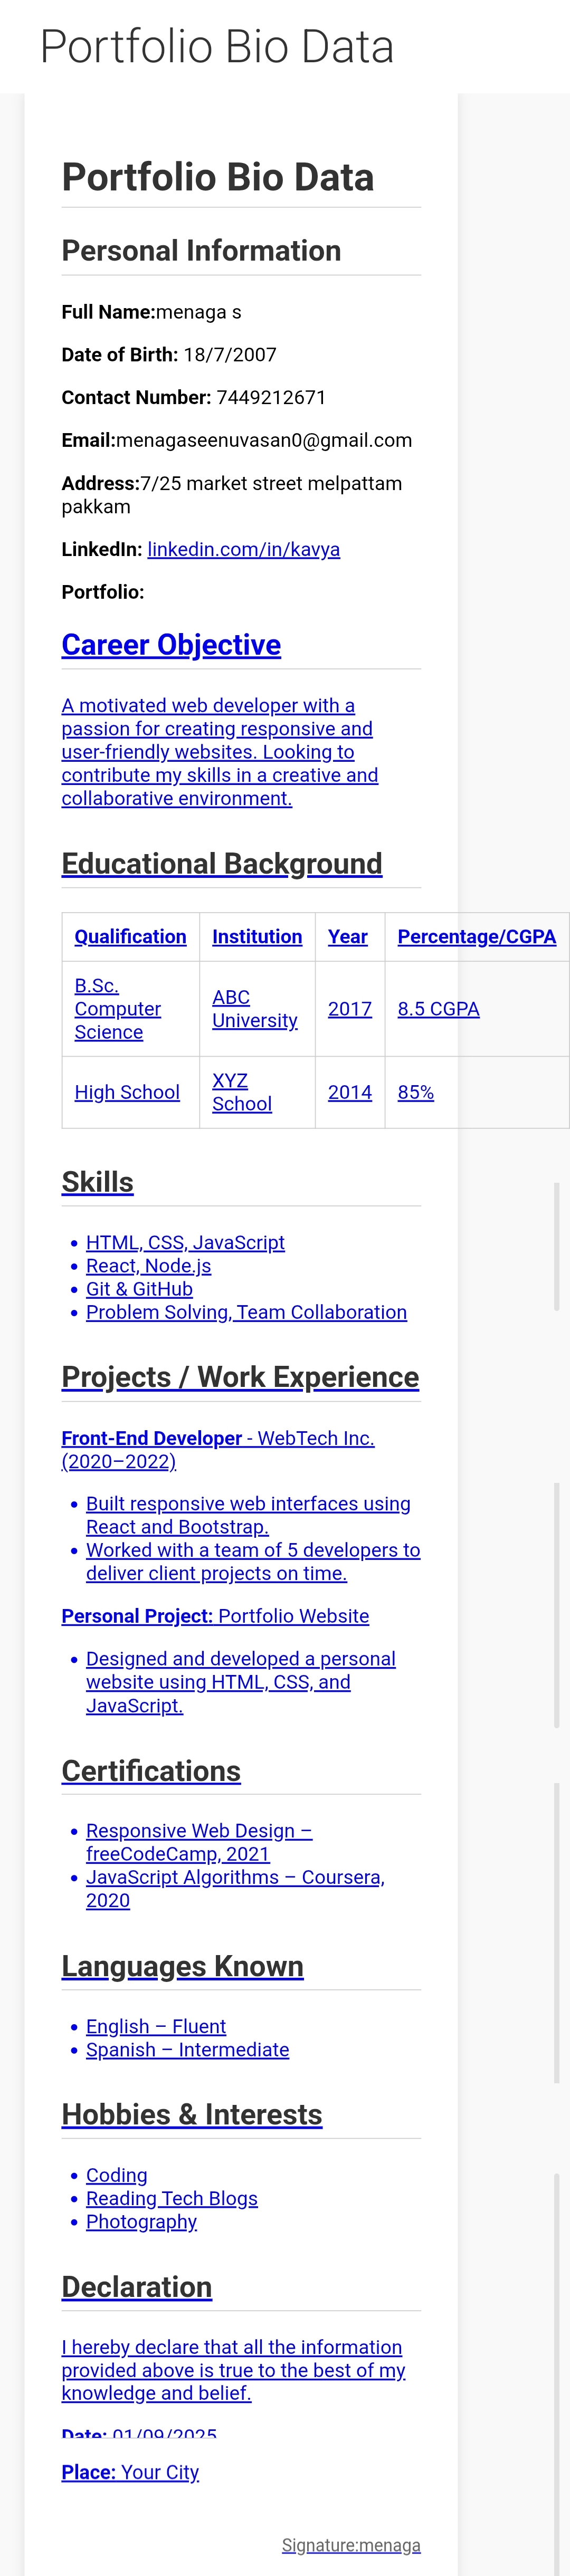 Portfolio Bio Data
Portfolio Bio Data
Personal Information
Full Name:menaga s
Date of Birth: 18/7/2007
Contact Number: 7449212671
Email:menagaseenuvasan0@gmail.com
Address:7/25 market street melpattam
pakkam
LinkedIn: linkedin.com/in/kavya
Portfolio:
Career Objective
A motivated web developer with a
passion for creating responsive and
user-friendly websites. Looking to
contribute my skills in a creative and
collaborative environment.
Educational Background
Qualification Institution Year Percentage/CGPA
B.Sc.
Computer
Science
ABC
University
2017
8.5 CGPA
High School
XYZ
School
2014
85%
Skills
HTML, CSS, JavaScript
React, Node.js
Git & GitHub
Problem Solving, Team Collaboration
Projects / Work Experience
Front-End Developer - WebTech Inc.
(2020–2022)
Built responsive web interfaces using
React and Bootstrap.
Worked with a team of 5 developers to
deliver client projects on time.
Personal Project: Portfolio Website
Designed and developed a personal
website using HTML, CSS, and
JavaScript.
Certifications
Responsive Web Design –
freeCodeCamp, 2021
JavaScript Algorithms – Coursera,
2020
Languages Known
English – Fluent
Spanish – Intermediate
Hobbies & Interests
Coding
Reading Tech Blogs
Photography
Declaration
I hereby declare that all the information
provided above is true to the best of my
knowledge and belief.
Date: 01/09/2025
Place: Your City
Signature:menaga